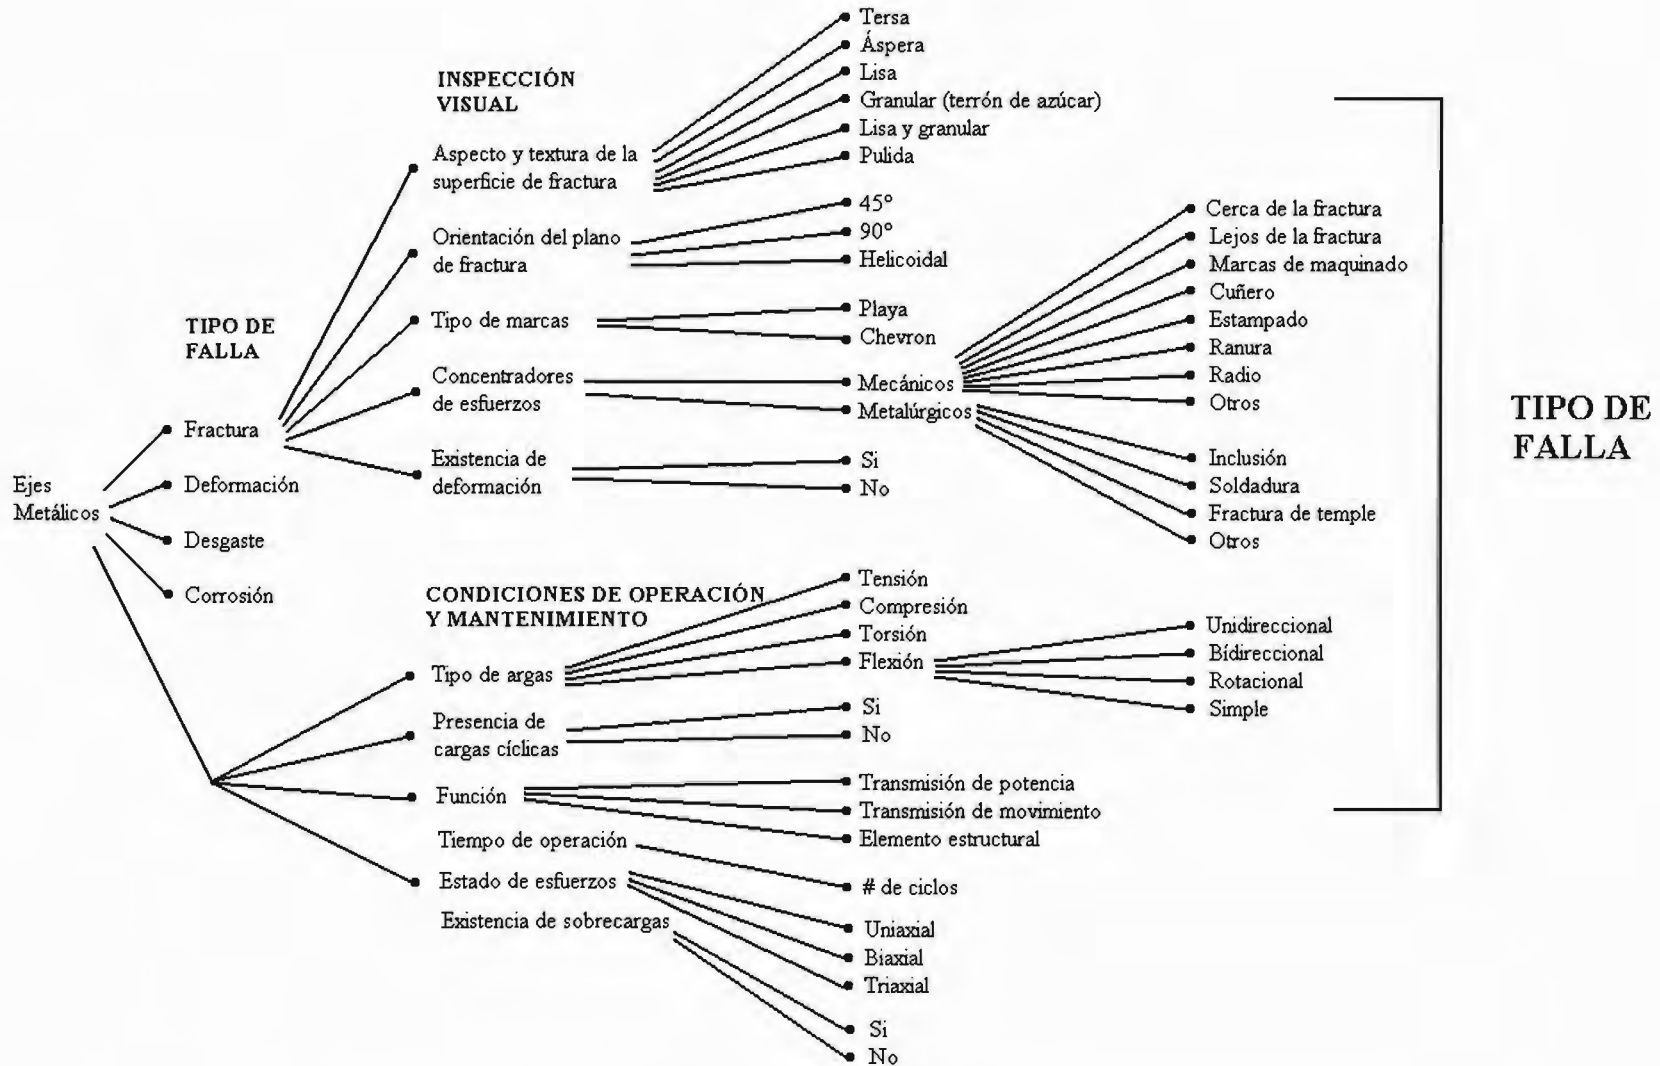 Ejes
Metálicos
TIPO DE
FALLA
Fractura
Deformación
Desgaste
Corrosión
INSPECCIÓN
VISUAL
Aspecto y textura de la
superficie de fractura
Tersa
Áspera
Lisa
Granular (terrón de azúcar)
Lisa y granular
Pulida
Orientación del plano
de fractura
45°
90°
Helicoidal
Tipo de marcas
Playa
Chevron
Concentradores
de esfuerzos
Mecánicos
Metalúrgicos
Cerca de la fractura
Lejos de la fractura
Marcas de maquinado
Cuñero
Estampado
Ranura
Radio
Otros
Inclusión
Soldadura
Fractura de temple
Otros
Existencia de
deformación
Si
No
CONDICIONES DE OPERACIÓN
Y MANTENIMIENTO
Tipo de argas
Tensión
Compresión
Torsión
Flexión
Unidireccional
Bídireccional
Rotacional
Simple
Presencia de
cargas cíclicas
Si
No
Función
Transmisión de potencia
Transmisión de movimiento
Elemento estructural
Tiempo de operación
# de ciclos
Estado de esfuerzos
Uniaxial
Biaxial
Triaxial
Existencia de sobrecargas
Si
No
TIPO DE
FALLA